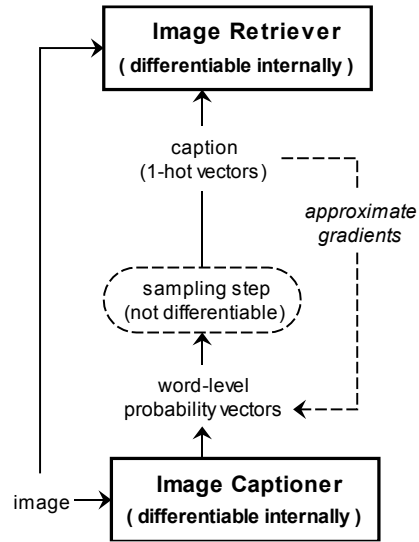 Image Retriever
( differentiable internally )
caption
(1-hot vectors)
approximate
gradients
sampling step
(not differentiable)
word-level
probability vectors
image
Image Captioner
( differentiable internally )